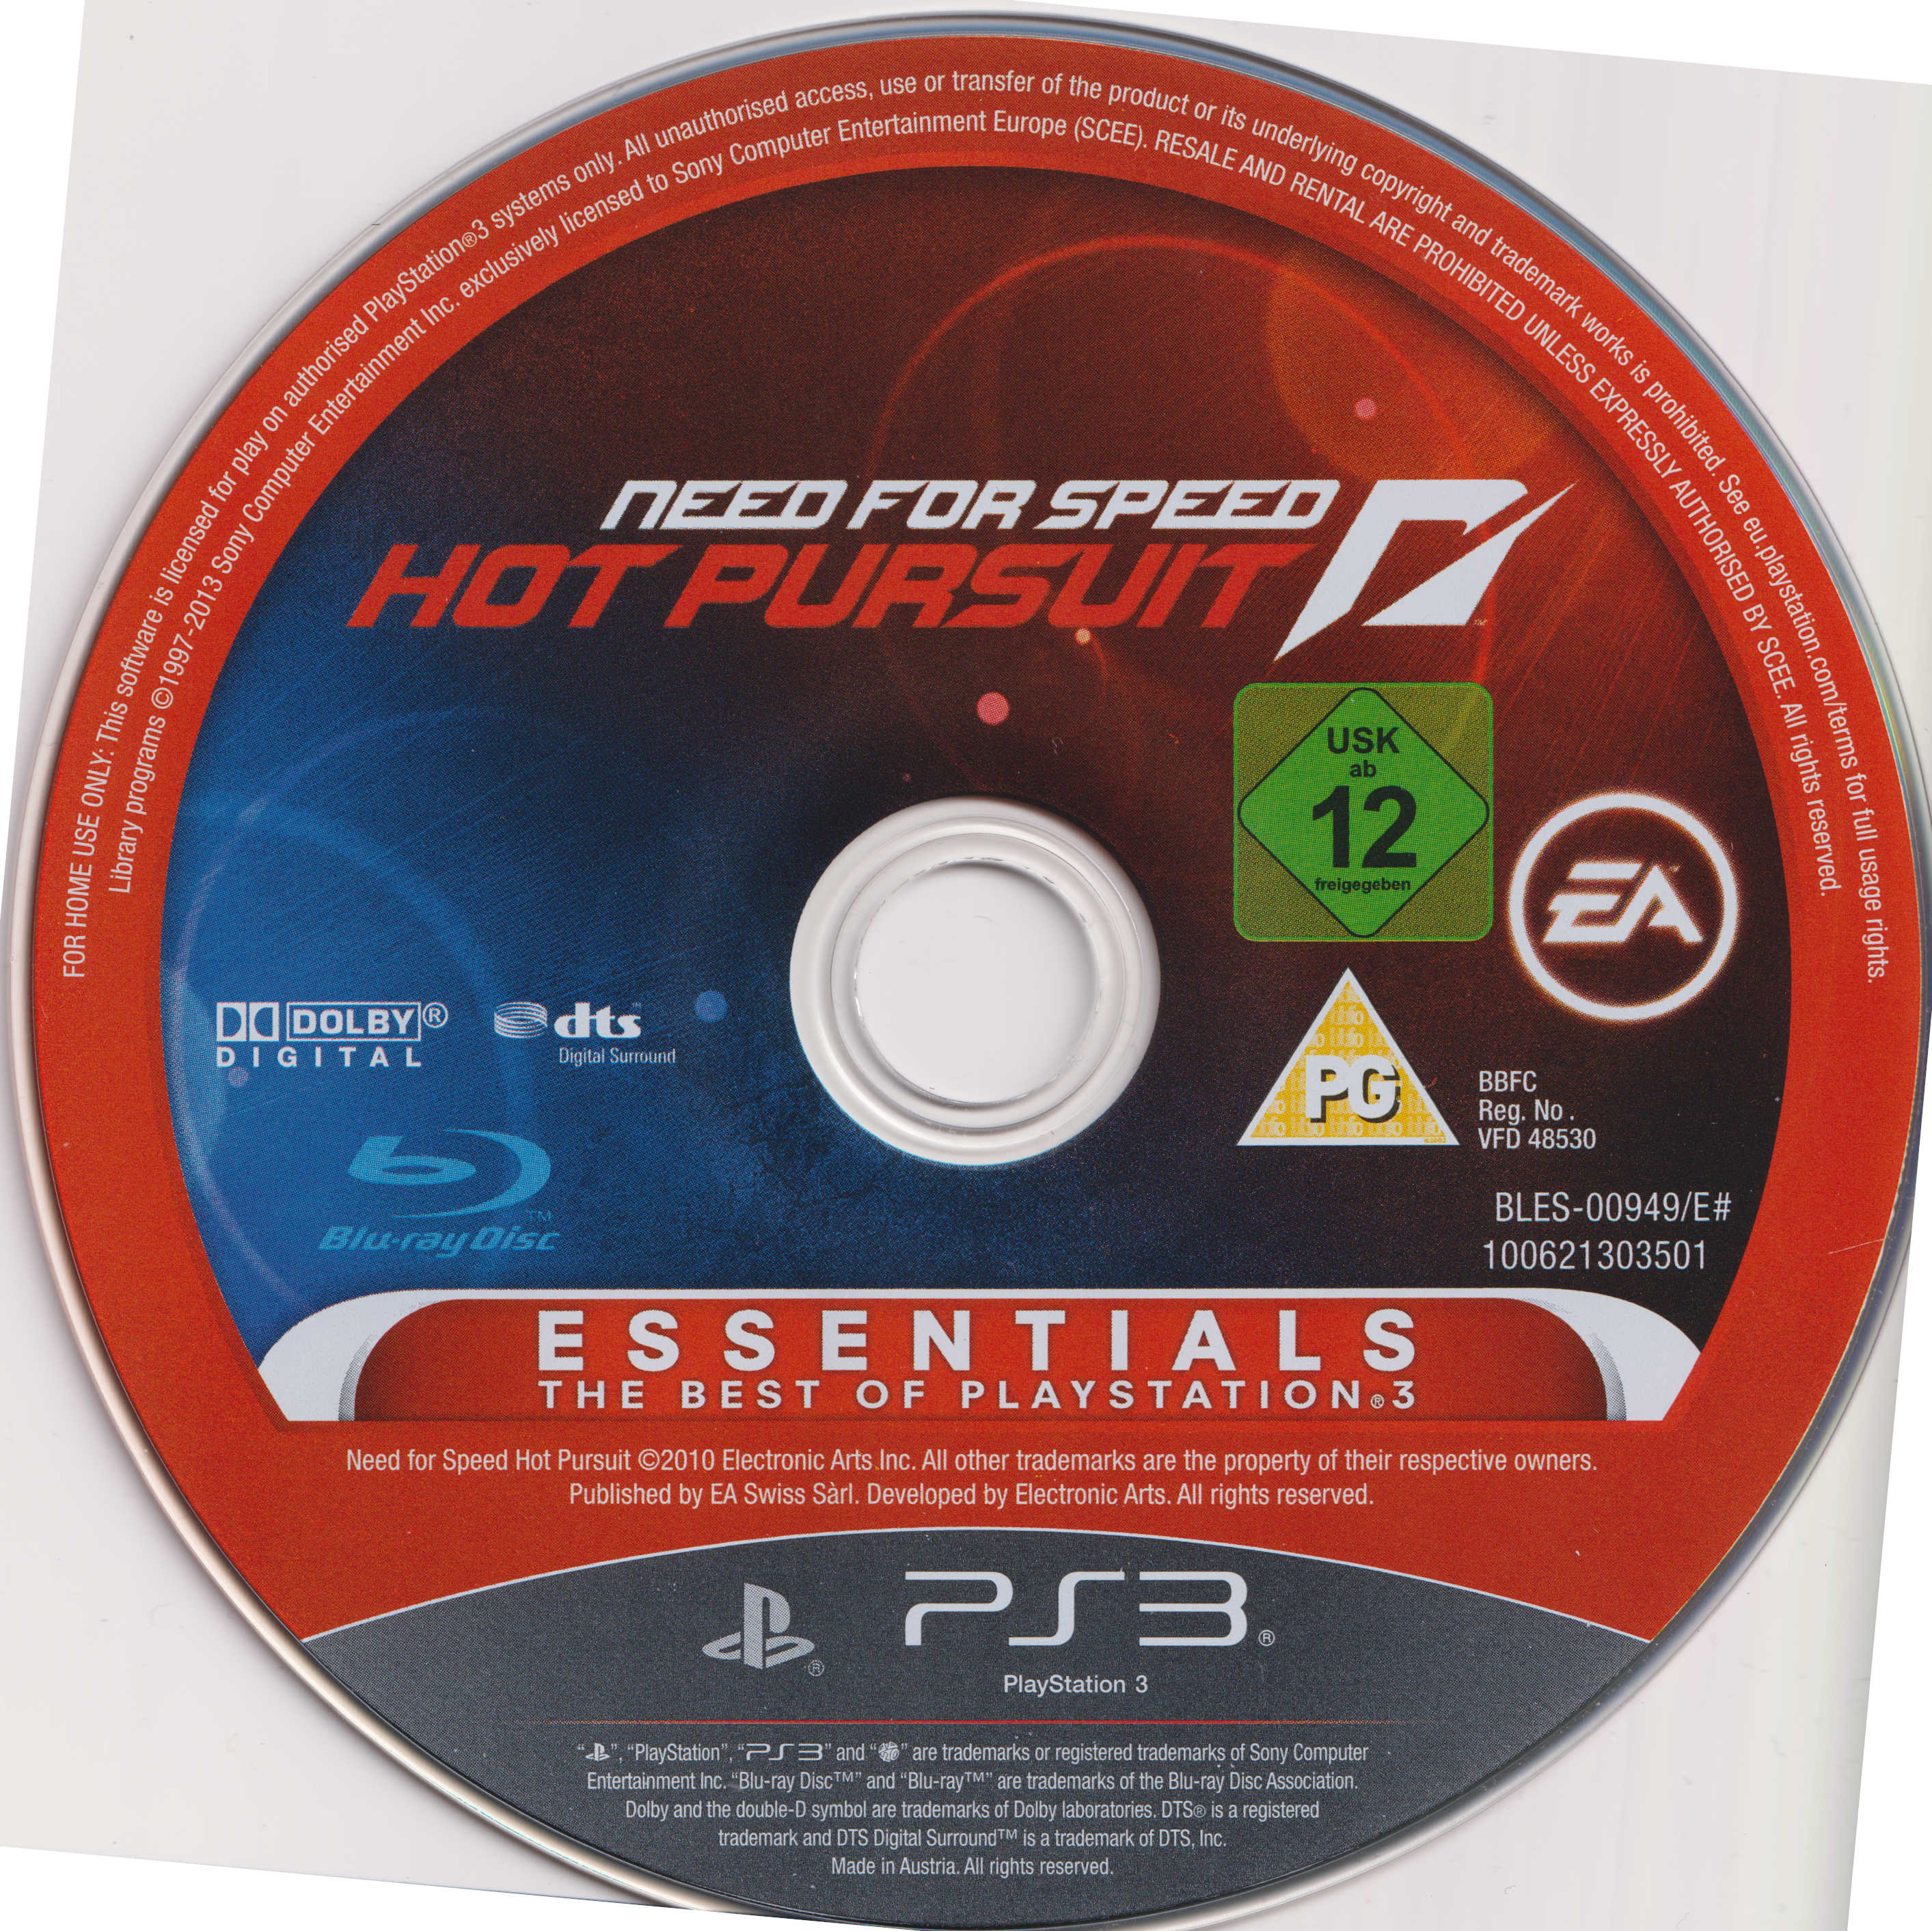 FOR HOME USE ONLY: This software is licensed for play on authorised PlayStation®3 systems only. All unauthorised access, use or transfer of the product or its underlying copyright and trademark works is prohibited. See eu.playstation.com/terms for full usage rights.
Library programs ©1997-2013 Sony Computer Entertainment Inc. exclusively licensed to Sony Computer Entertainment Europe (SCEE). RESALE AND RENTAL ARE PROHIBITED UNLESS EXPRESSLY AUTHORISED BY SCEE. All rights reserved.
NEED FOR SPEED
HOT PURSUIT™
USK
ab
12
freigegeben
EA™
DOLBY®
DIGITAL
dts™
Digital Surround
PG
BBFC
Reg. No.
VFD 48530
Blu-ray Disc™
BLES-00949/E#
100621303501
ESSENTIALS
THE BEST OF PLAYSTATION®3
Need for Speed Hot Pursuit ©2010 Electronic Arts Inc. All other trademarks are the property of their respective owners.
Published by EA Swiss Sàrl. Developed by Electronic Arts. All rights reserved.
PS3®
PlayStation 3
“ ”, “PlayStation”, “PS3” and “ ” are trademarks or registered trademarks of Sony Computer
Entertainment Inc. “Blu-ray Disc™” and “Blu-ray™” are trademarks of the Blu-ray Disc Association.
Dolby and the double-D symbol are trademarks of Dolby laboratories. DTS® is a registered
trademark and DTS Digital Surround™ is a trademark of DTS, Inc.
Made in Austria. All rights reserved.